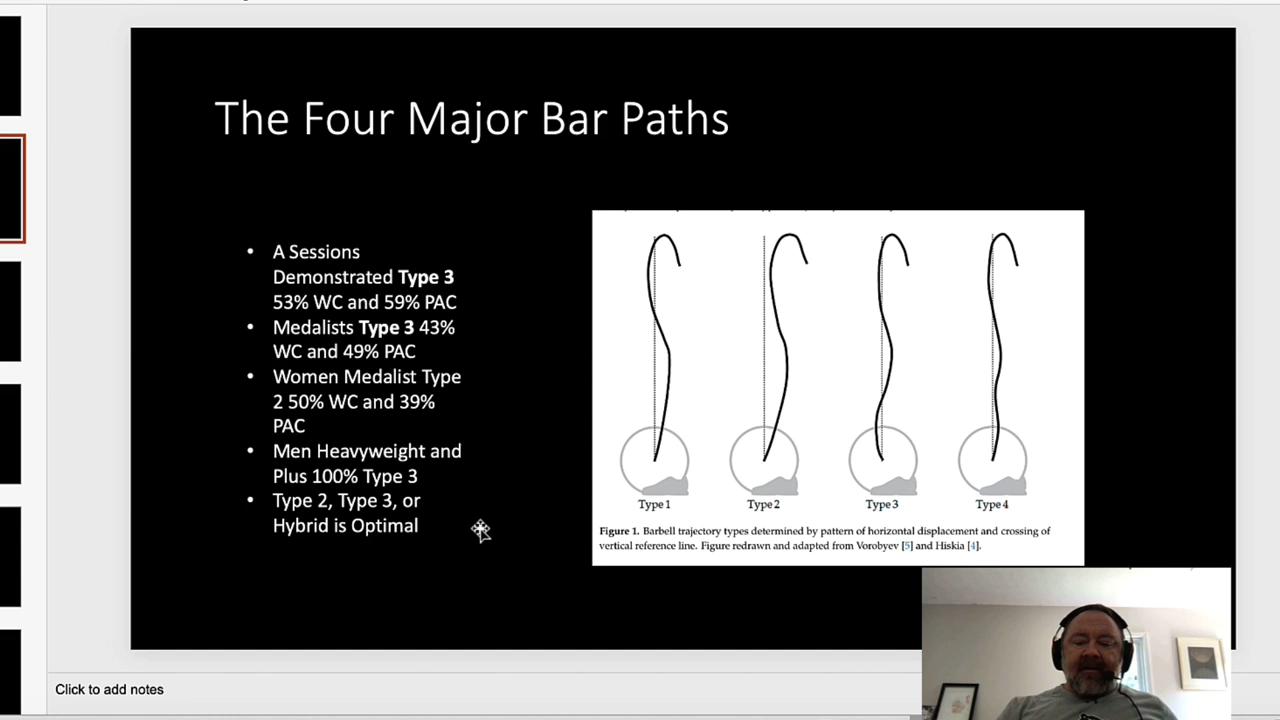 The Four Major Bar Paths
• A Sessions
Demonstrated Type 3
53% WC and 59% PAC
• Medalists Type 3 43%
WC and 49% PAC
• Women Medalist Type
2 50% WC and 39%
PAC
• Men Heavyweight and
Plus 100% Type 3
• Type 2, Type 3, or
Hybrid is Optimal
Type 1 Type 2 Type 3 Type 4
Figure 1. Barbell trajectory types determined by pattern of horizontal displacement and crossing of
vertical reference line. Figure redrawn and adapted from Vorobyev [5] and Hiskia [4].
Click to add notes